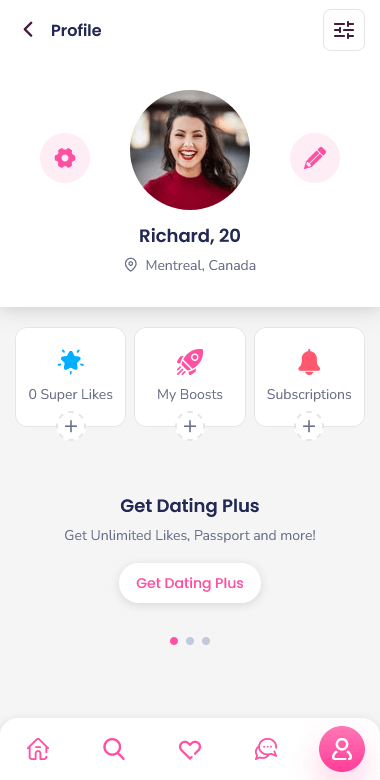 Profile
Richard, 20
Mentreal, Canada
0 Super Likes
My Boosts
Subscriptions
Get Dating Plus
Get Unlimited Likes, Passport and more!
Get Dating Plus